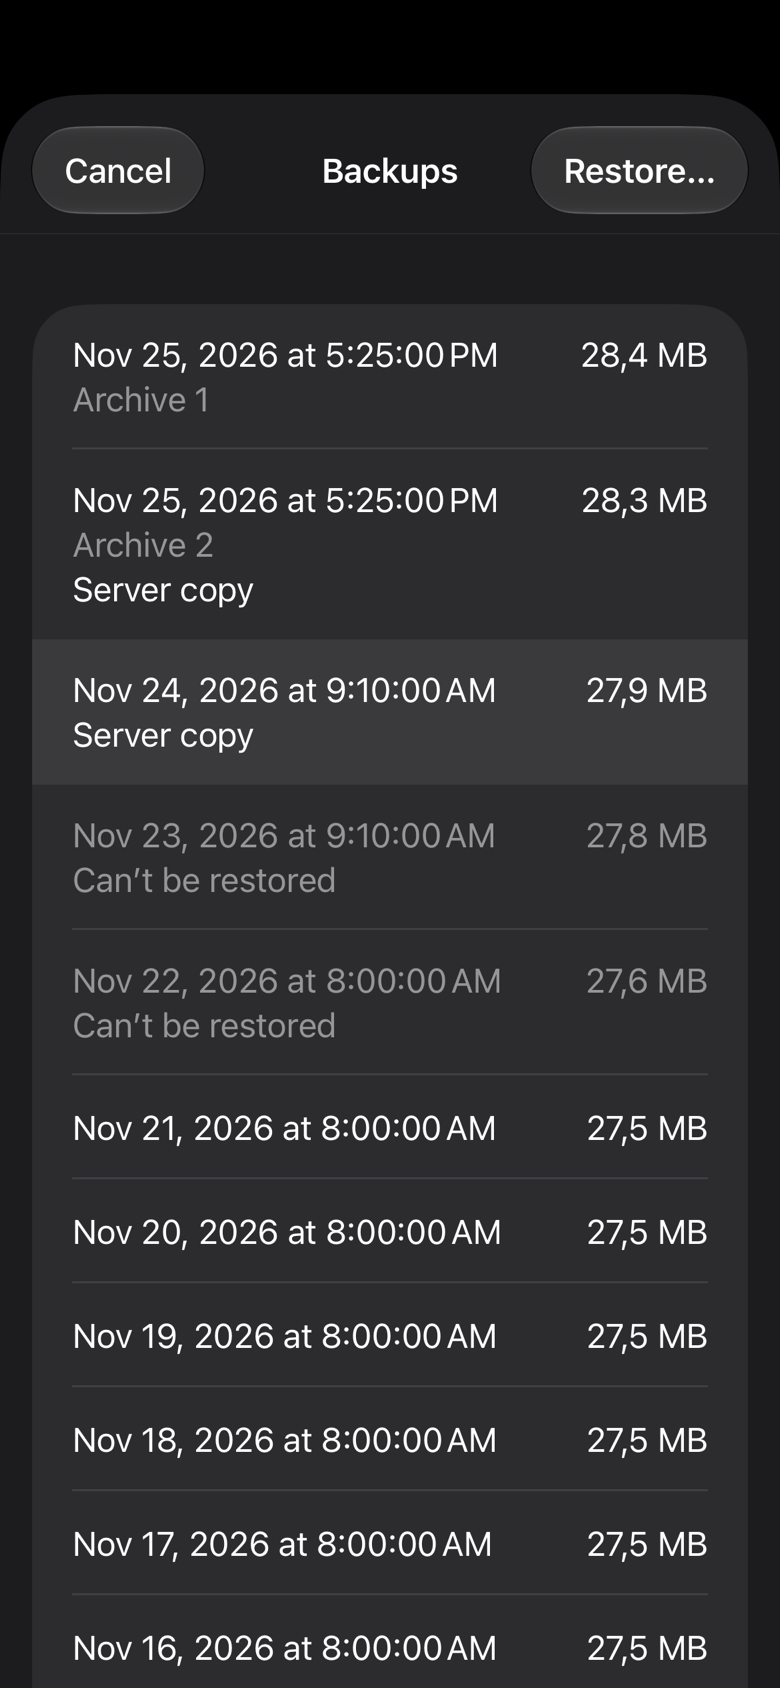 Cancel
Backups
Restore...
Nov 25, 2026 at 5:25:00 PM 28,4 MB
Archive 1
Nov 25, 2026 at 5:25:00 PM 28,3 MB
Archive 2
Server copy
Nov 24, 2026 at 9:10:00 AM 27,9 MB
Server copy
Nov 23, 2026 at 9:10:00 AM 27,8 MB
Can’t be restored
Nov 22, 2026 at 8:00:00 AM 27,6 MB
Can’t be restored
Nov 21, 2026 at 8:00:00 AM 27,5 MB
Nov 20, 2026 at 8:00:00 AM 27,5 MB
Nov 19, 2026 at 8:00:00 AM 27,5 MB
Nov 18, 2026 at 8:00:00 AM 27,5 MB
Nov 17, 2026 at 8:00:00 AM 27,5 MB
Nov 16, 2026 at 8:00:00 AM 27,5 MB